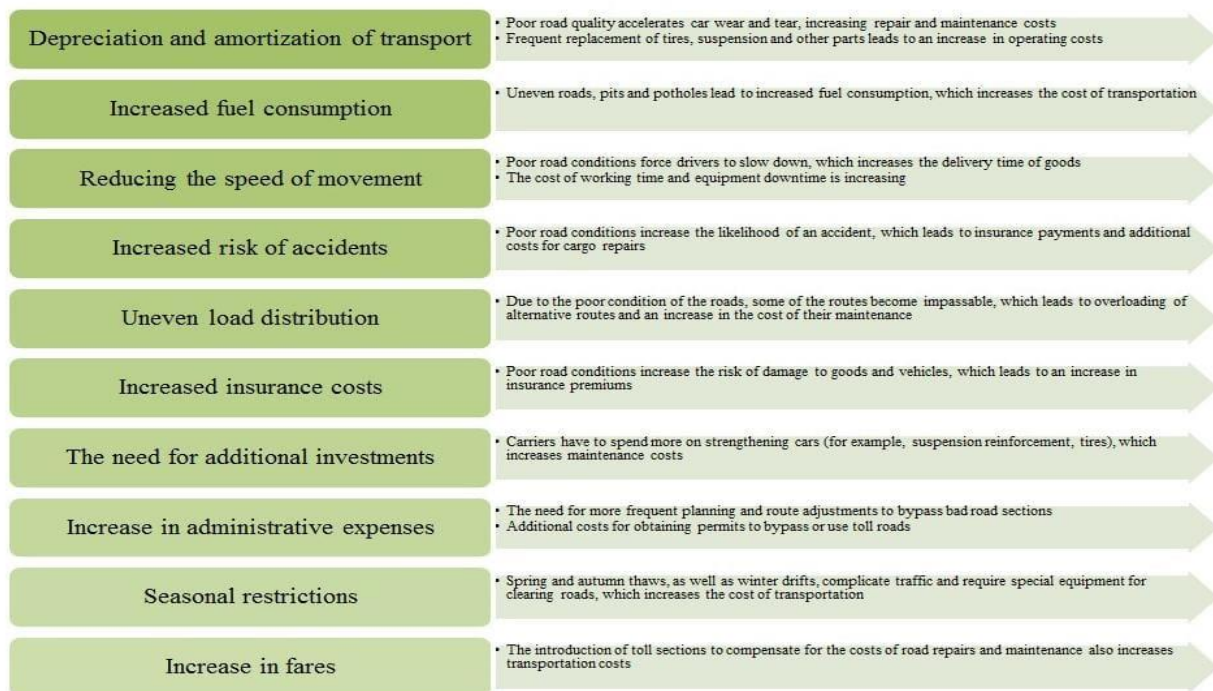 Depreciation and amortization of transport
• Poor road quality accelerates car wear and tear, increasing repair and maintenance costs
• Frequent replacement of tires, suspension and other parts leads to an increase in operating costs
Increased fuel consumption
• Uneven roads, pits and potholes lead to increased fuel consumption, which increases the cost of transportation
Reducing the speed of movement
• Poor road conditions force drivers to slow down, which increases the delivery time of goods
• The cost of working time and equipment downtime is increasing
Increased risk of accidents
• Poor road conditions increase the likelihood of an accident, which leads to insurance payments and additional
costs for cargo repairs
Uneven load distribution
• Due to the poor condition of the roads, some of the routes become impassable, which leads to overloading of
alternative routes and an increase in the cost of their maintenance
Increased insurance costs
• Poor road conditions increase the risk of damage to goods and vehicles, which leads to an increase in
insurance premiums
The need for additional investments
• Carriers have to spend more on strengthening cars (for example, suspension reinforcement, tires), which
increases maintenance costs
Increase in administrative expenses
• The need for more frequent planning and route adjustments to bypass bad road sections
• Additional costs for obtaining permits to bypass or use toll roads
Seasonal restrictions
• Spring and autumn thaws, as well as winter drifts, complicate traffic and require special equipment for
clearing roads, which increases the cost of transportation
Increase in fares
• The introduction of toll sections to compensate for the costs of road repairs and maintenance also increases
transportation costs